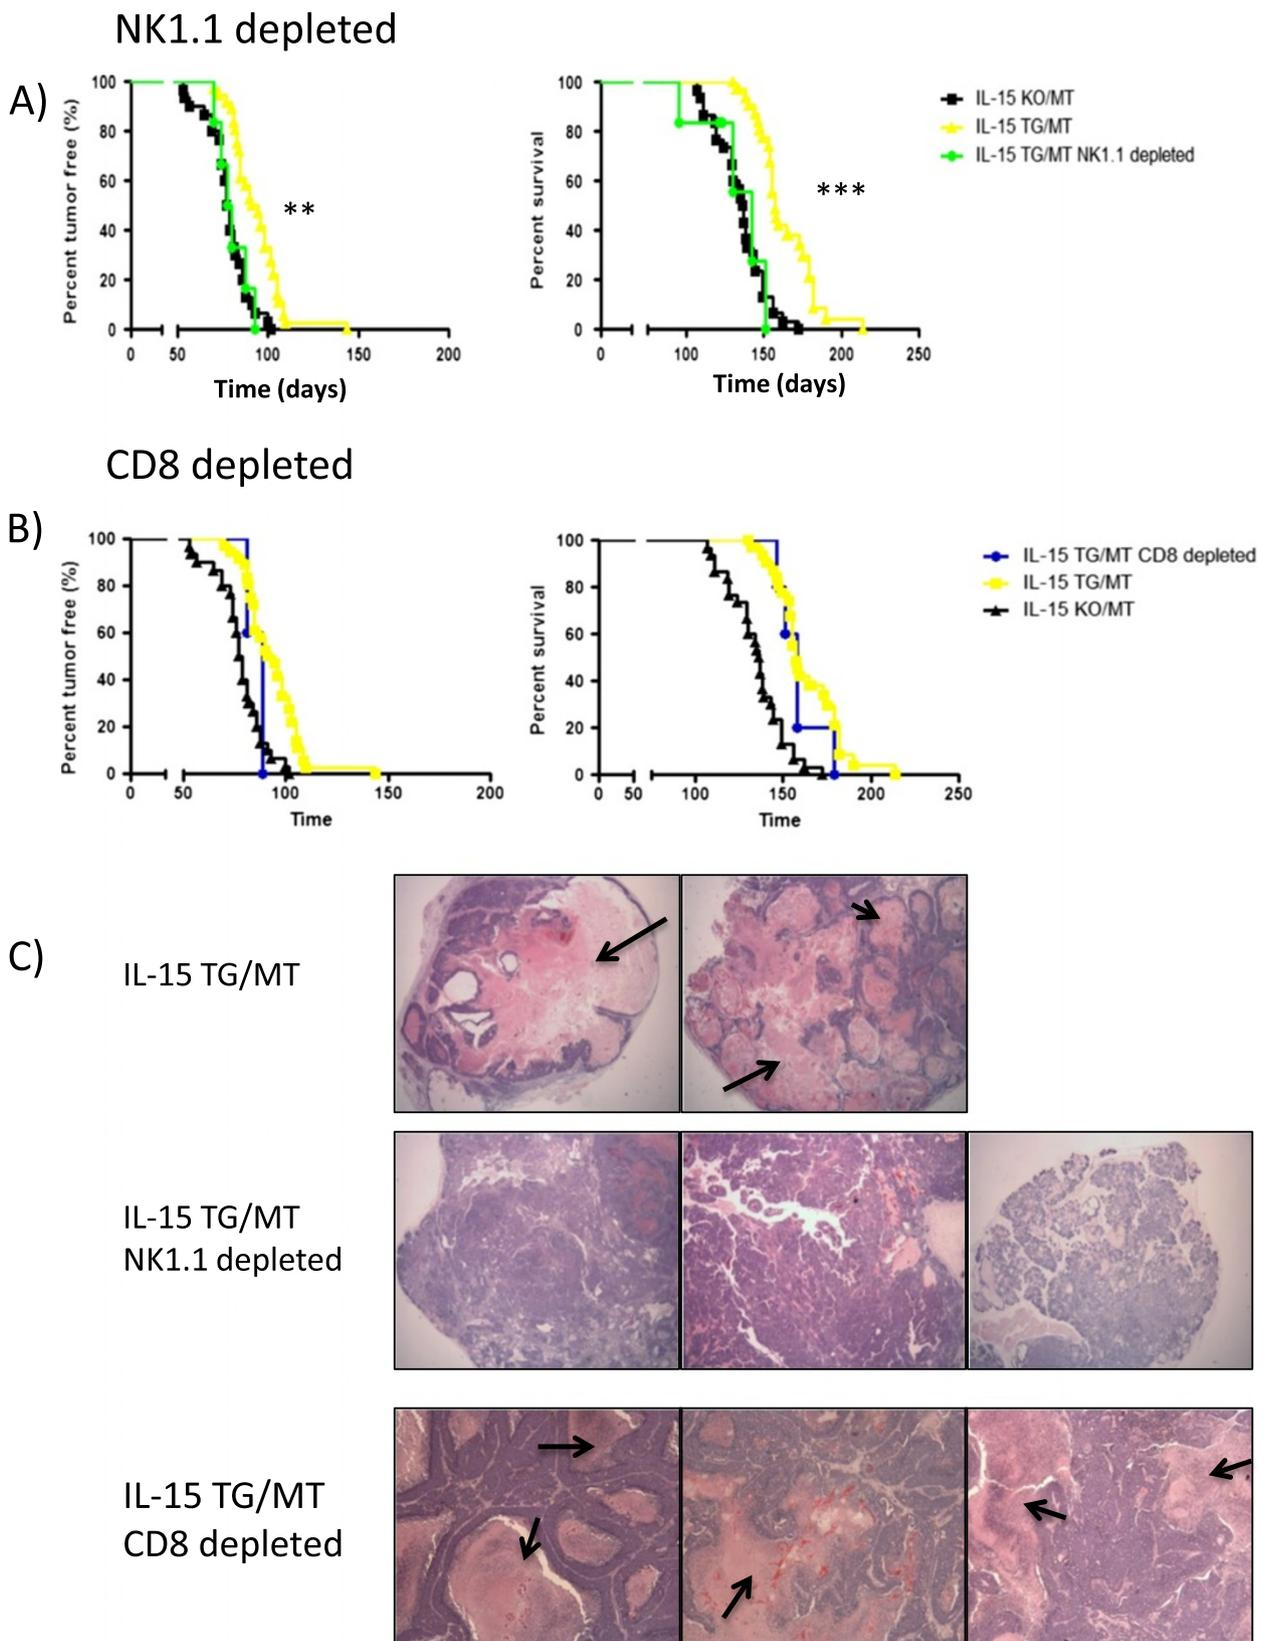 NK1.1 depleted
A)
Percent tumor free (%)
100
80
60
40
20
0
**
0 50 100 150 200
Time (days)
Percent survival
100
80
60
40
20
0
***
0 100 150 200 250
Time (days)
IL-15 KO/MT
IL-15 TG/MT
IL-15 TG/MT NK1.1 depleted
CD8 depleted
B)
Percent tumor free (%)
100
80
60
40
20
0
0 50 100 150 200
Time
Percent survival
100
80
60
40
20
0
0 50 100 150 200 250
Time
IL-15 TG/MT CD8 depleted
IL-15 TG/MT
IL-15 KO/MT
C)
IL-15 TG/MT
IL-15 TG/MT
NK1.1 depleted
IL-15 TG/MT
CD8 depleted